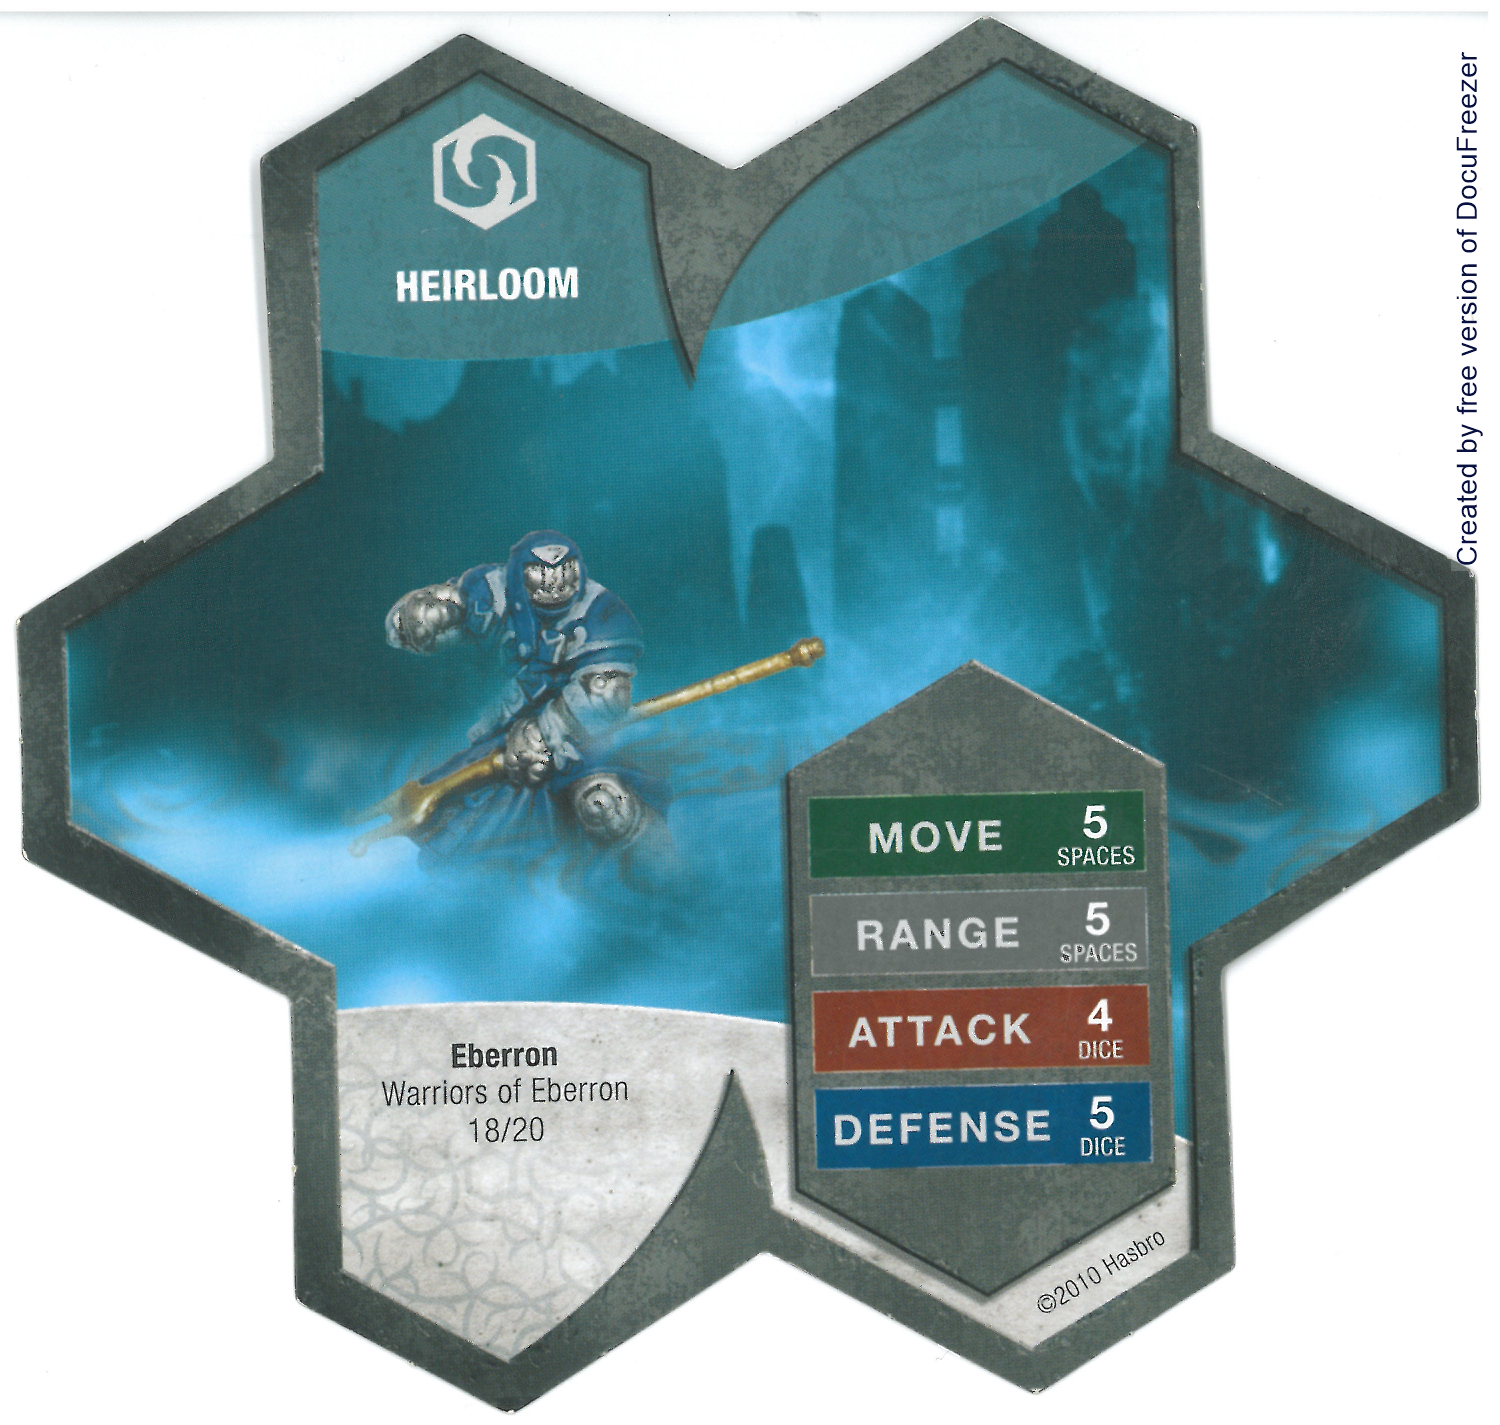 HEIRLOOM
MOVE 5
SPACES
RANGE 5
SPACES
ATTACK 4
DICE
DEFENSE 5
DICE
Eberron
Warriors of Eberron
18/20
©2010 Hasbro
Created by free version of DocuFreezer